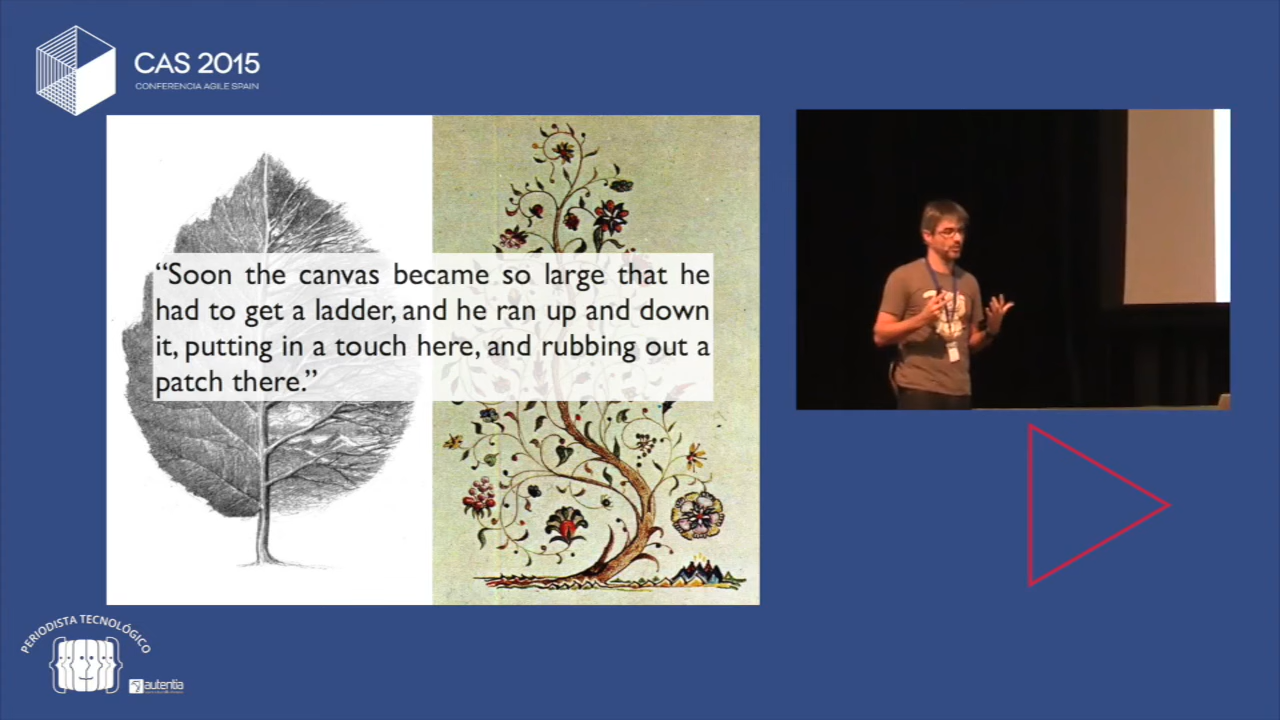 CAS 2015
CONFERENCIA AGILE SPAIN
“Soon the canvas became so large that he
had to get a ladder, and he ran up and down
it, putting in a touch here, and rubbing out a
patch there.”
PERIODISTA TECNOLÓGICO
autentia